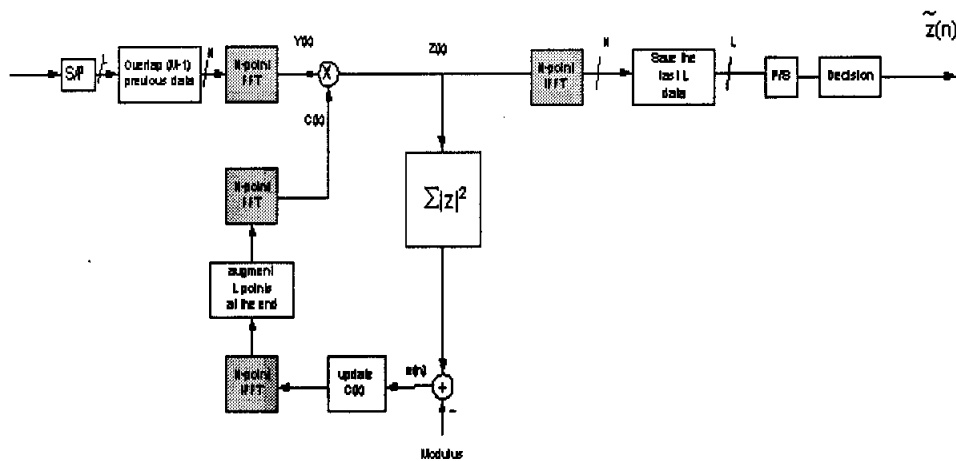 z̃(n)
S/P
L
Overlap (M-1)
previous data
N
N-point
FFT
Y(k)
X
Z(k)
N-point
IFFT
N
Save the
last L
data
L
P/S
Decision
C(k)
N-point
FFT
Σ|z|²
augment
L points
at the end
N-point
IFFT
update
C(k)
e(n)
+
-
Modulus